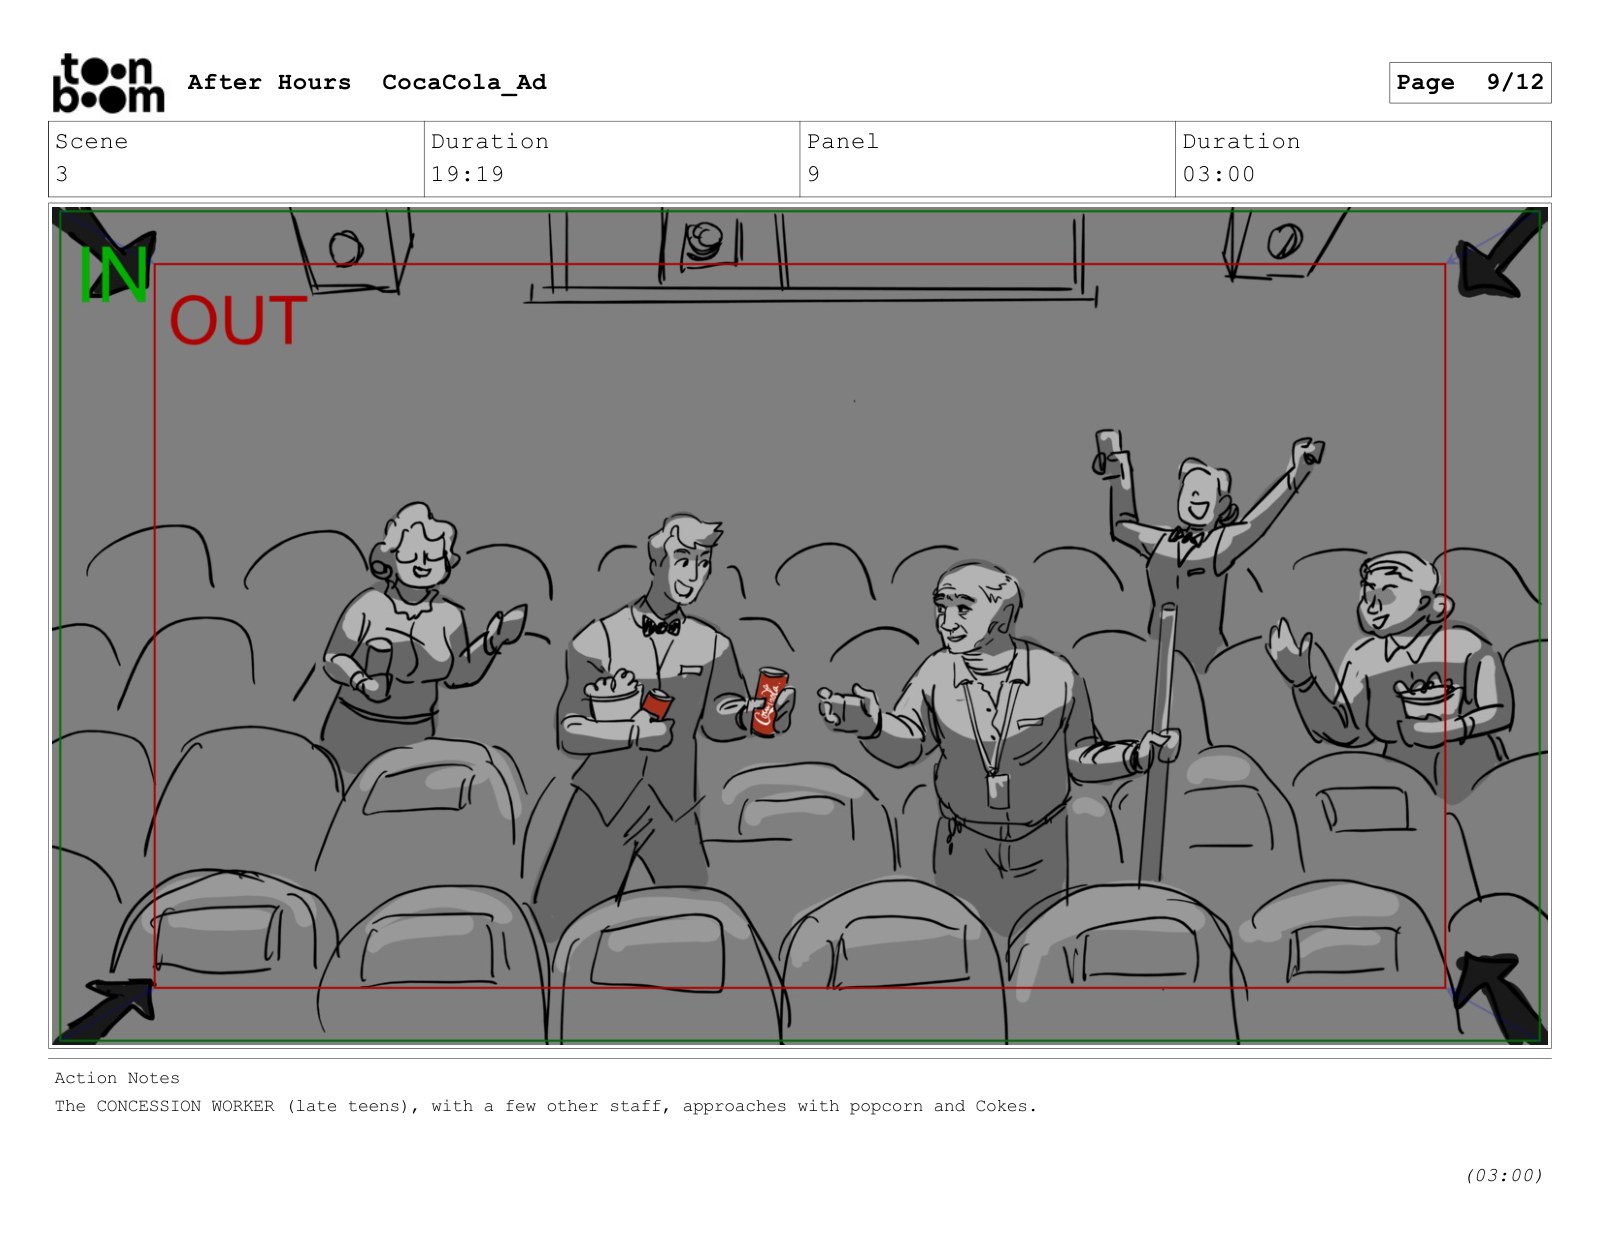 toon
boom
After Hours CocaCola_Ad
Page 9/12
Scene
3
Duration
19:19
Panel
9
Duration
03:00
IN
OUT
Action Notes
The CONCESSION WORKER (late teens), with a few other staff, approaches with popcorn and Cokes.
(03:00)